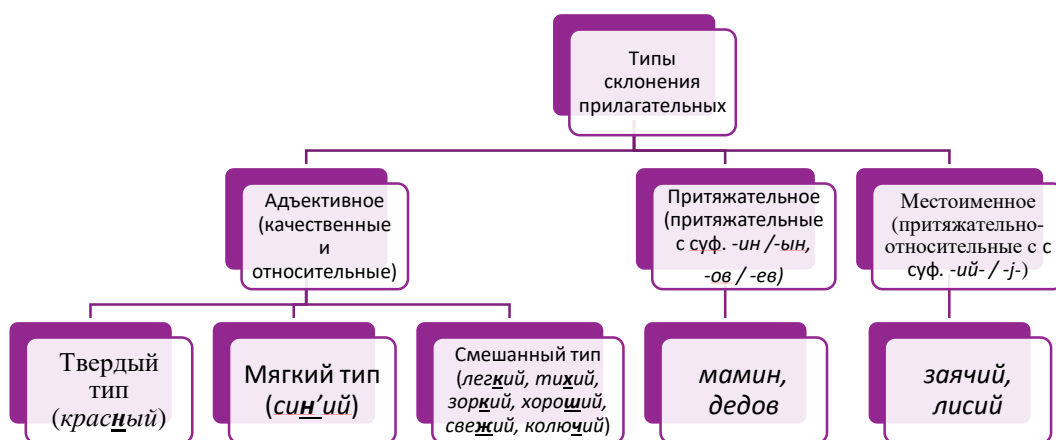 Типы
склонения
прилагательных
Адъективное
(качественные
и
относительные)
Притяжательное
(притяжательные
с суф. -ин /-ын,
-ов / -ев)
Местоименное
(притяжательно-
относительные с с
суф. -ий- / -j-)
Твердый
тип
(красный)
Мягкий тип
(син’ий)
Смешанный тип
(легкий, тихий,
зоркий, хороший,
свежий, колючий)
мамин,
дедов
заячий,
лисий